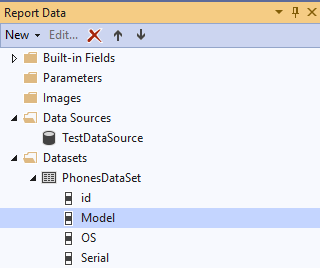 Report Data
New Edit...
Built-in Fields
Parameters
Images
Data Sources
TestDataSource
Datasets
PhonesDataSet
id
Model
OS
Serial